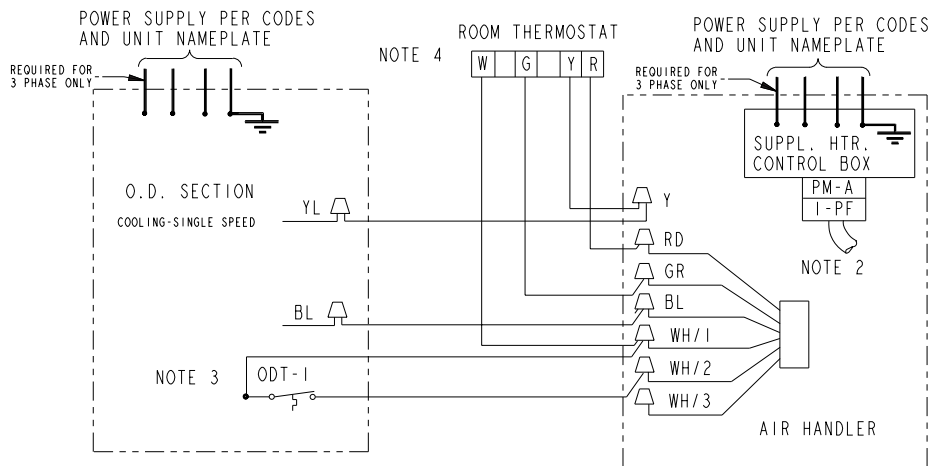 POWER SUPPLY PER CODES
AND UNIT NAMEPLATE
REQUIRED FOR
3 PHASE ONLY
NOTE 4
ROOM THERMOSTAT
W G Y R
POWER SUPPLY PER CODES
AND UNIT NAMEPLATE
REQUIRED FOR
3 PHASE ONLY
SUPPL. HTR.
CONTROL BOX
PM-A
1-PF
NOTE 2
O.D. SECTION
COOLING-SINGLE SPEED
YL
Y
RD
GR
BL
BL
WH/1
WH/2
WH/3
NOTE 3
ODT-1
AIR HANDLER